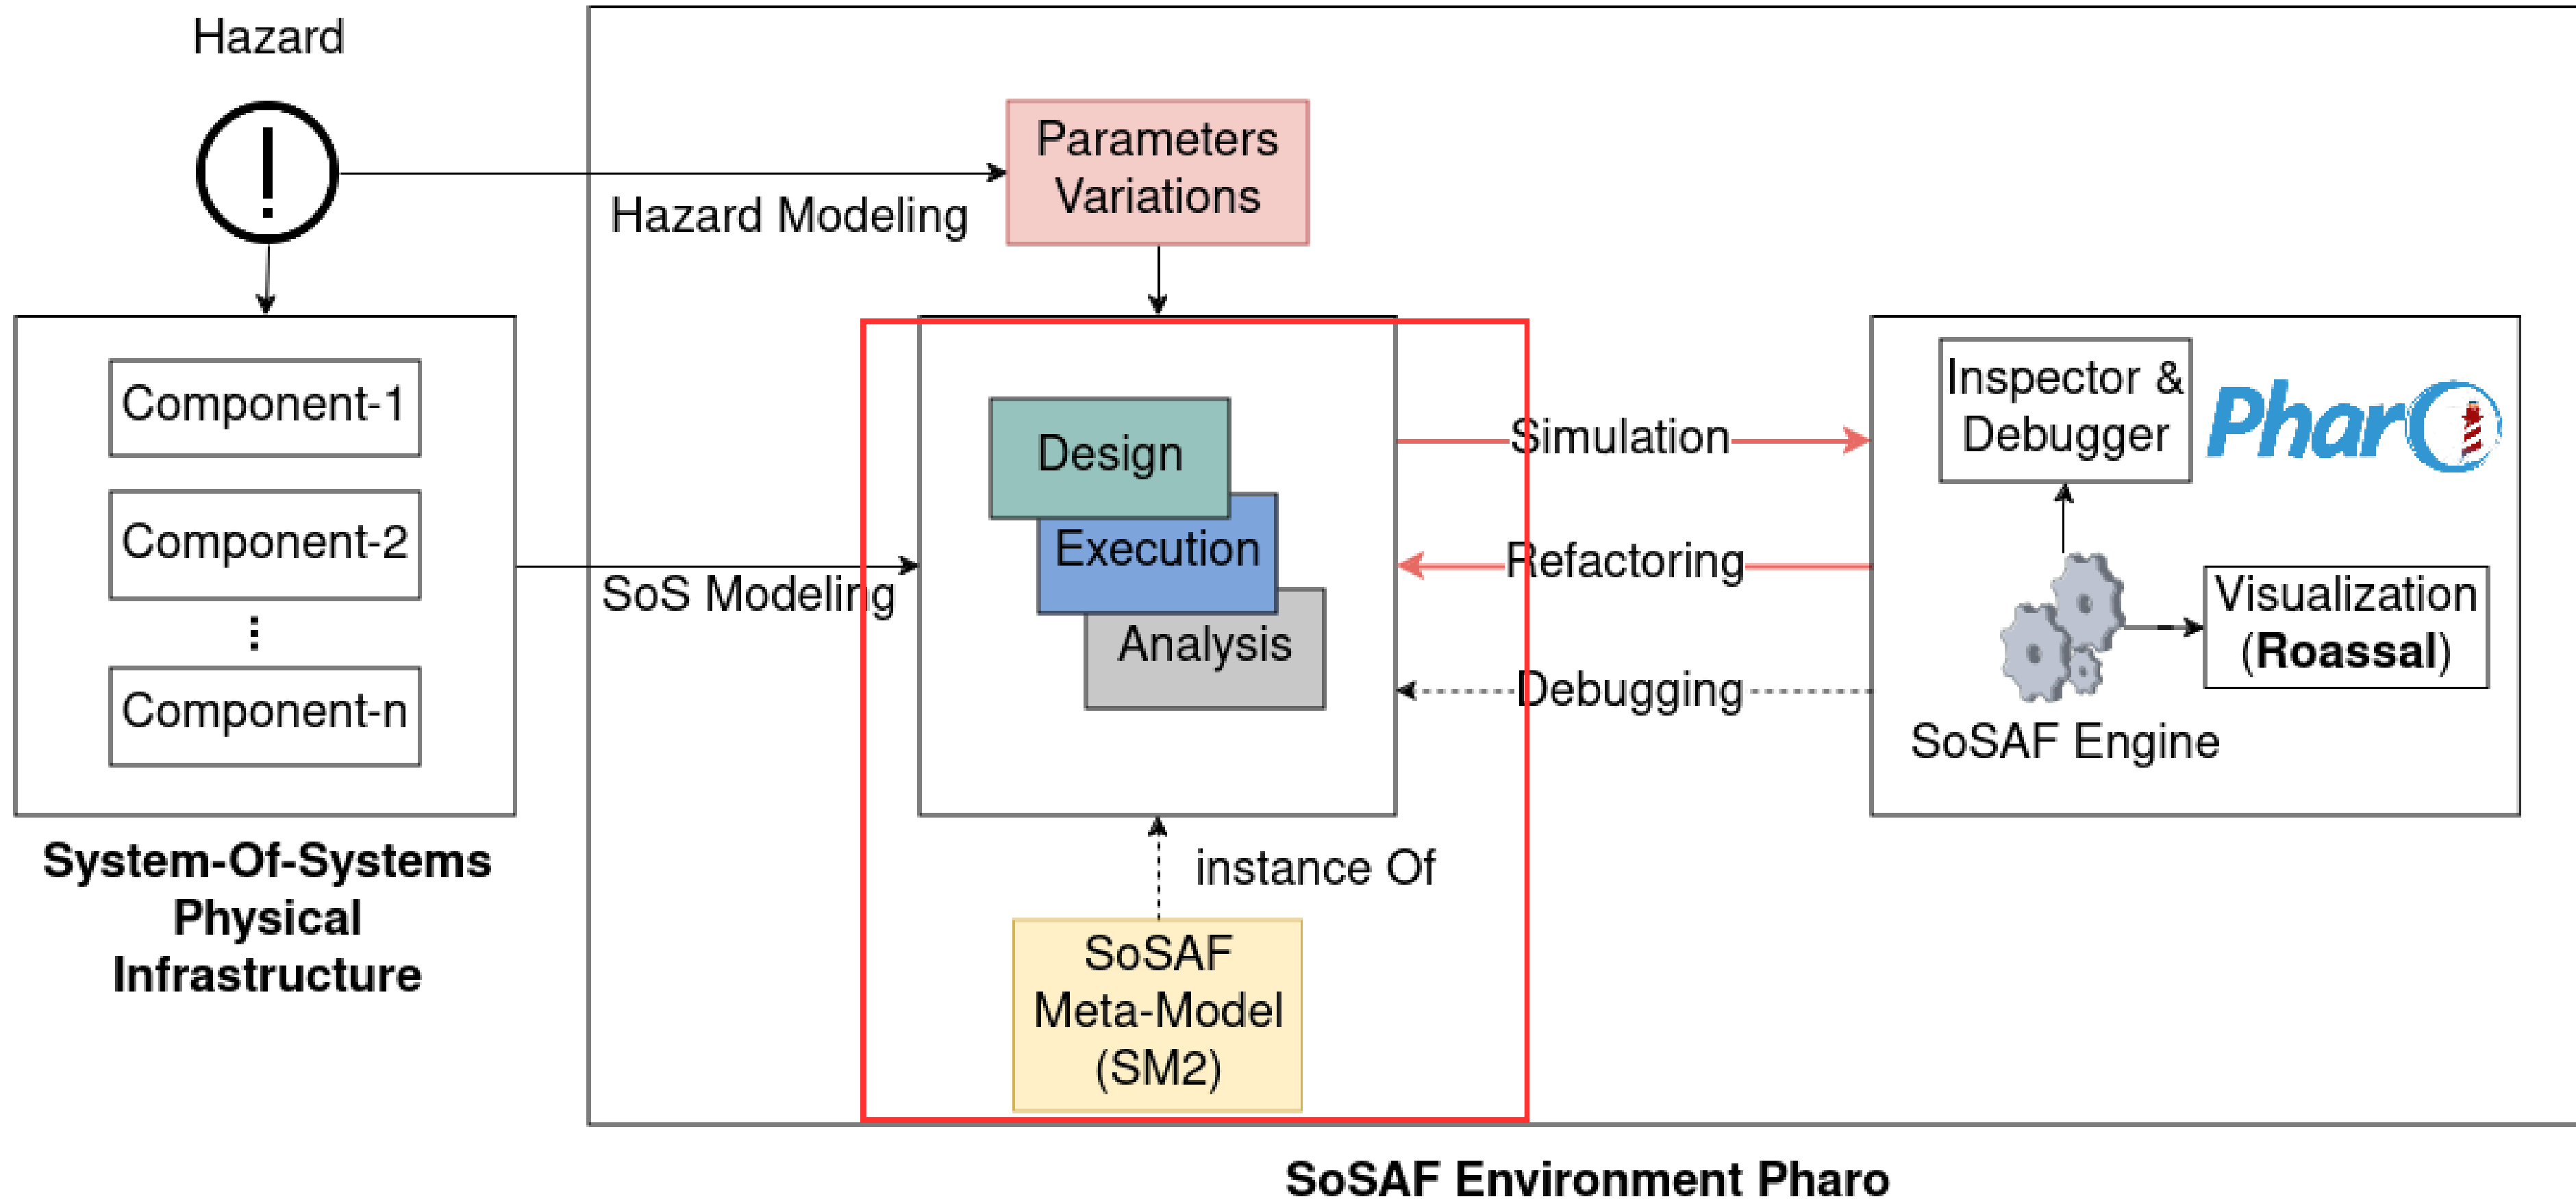 Hazard
!
Parameters
Variations
Hazard Modeling
Component-1
Component-2
Component-n
System-Of-Systems
Physical
Infrastructure
SoS Modeling
Design
Execution
Analysis
instance Of
SoSAF
Meta-Model
(SM2)
Simulation
Refactoring
Debugging
Inspector &
Debugger
Pharo
Visualization
(Roassal)
SoSAF Engine
SoSAF Environment Pharo